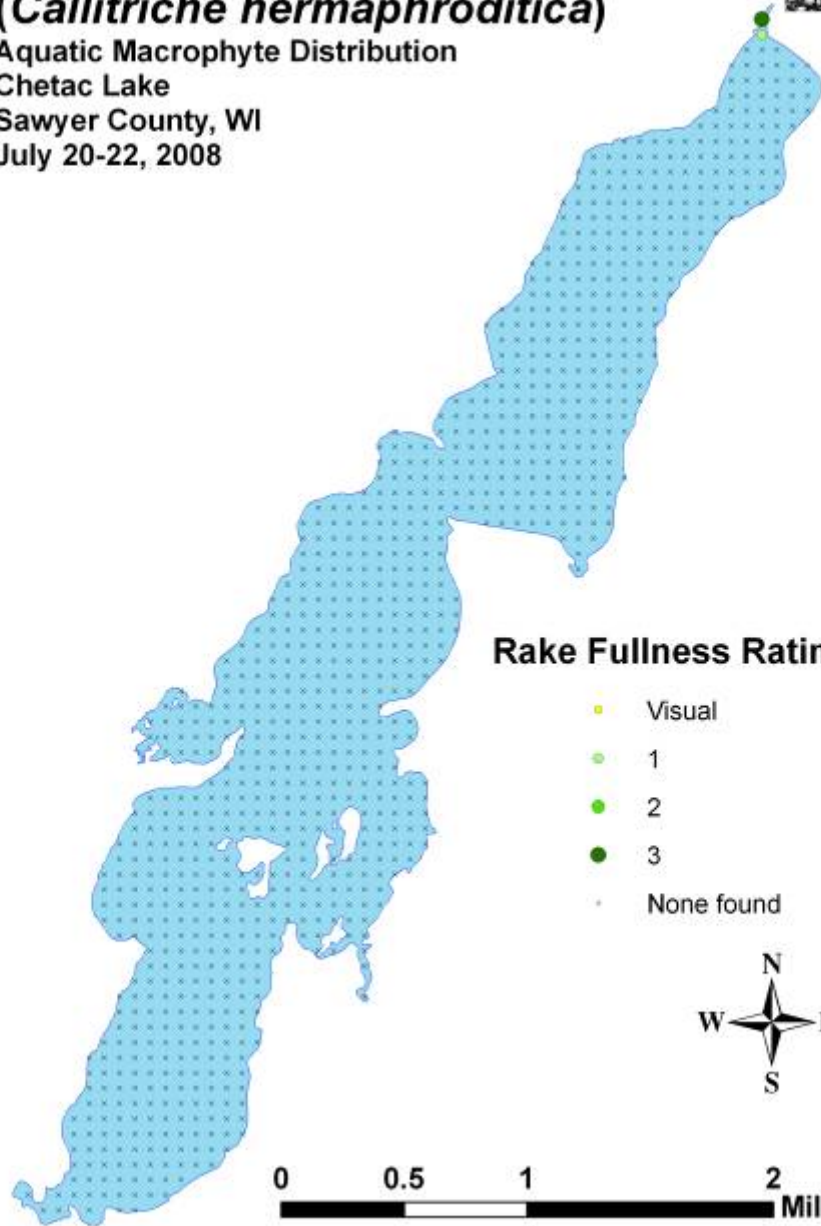 (Callitriche hermaphroditica)
Aquatic Macrophyte Distribution
Chetac Lake
Sawyer County, WI
July 20-22, 2008
Rake Fullness Ratin
Visual
1
2
3
None found
N
W
S
0 0.5 1 2
Mil